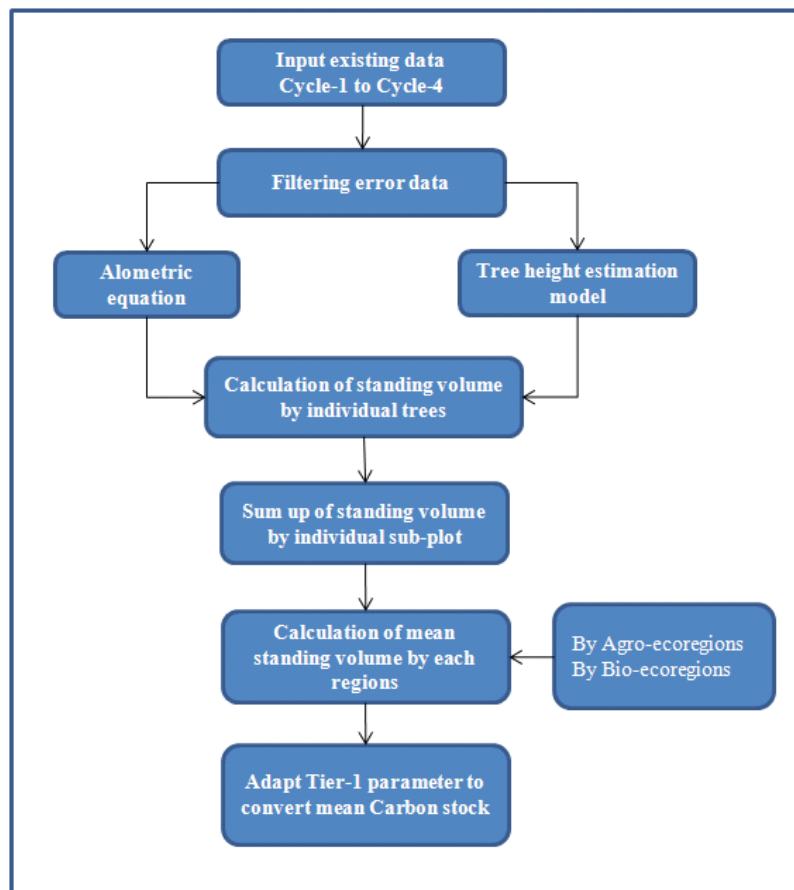 Input existing data
Cycle-1 to Cycle-4
Filtering error data
Alometric
equation
Tree height estimation
model
Calculation of standing volume
by individual trees
Sum up of standing volume
by individual sub-plot
Calculation of mean
standing volume by each
regions
By Agro-ecoregions
By Bio-ecoregions
Adapt Tier-1 parameter to
convert mean Carbon stock